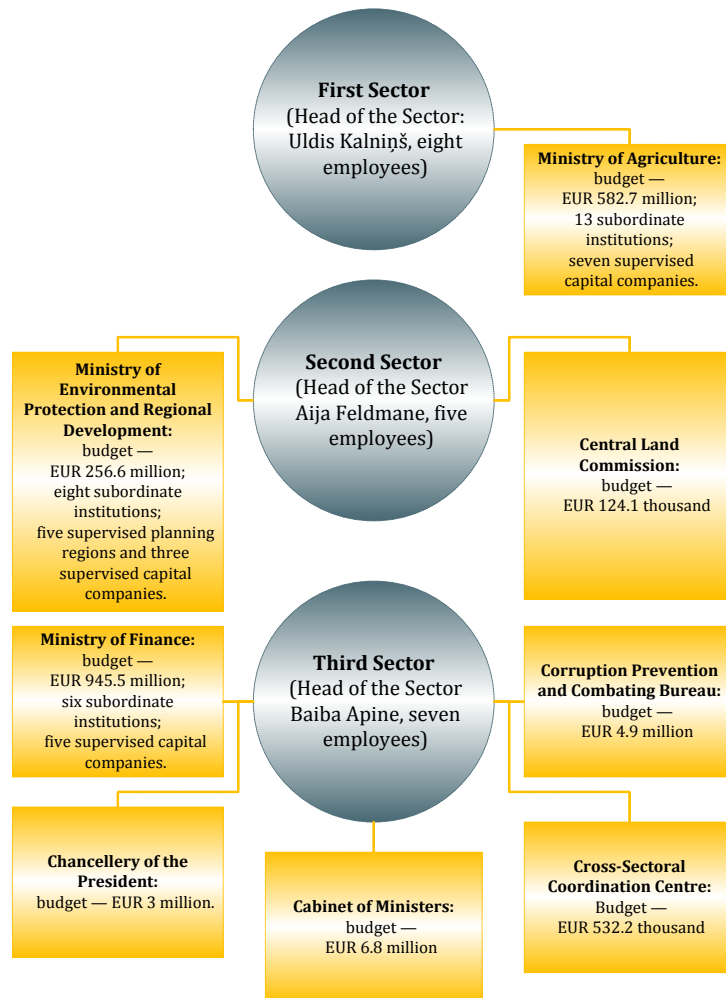 First Sector
(Head of the Sector:
Uldis Kalniņš, eight
employees)
Ministry of Agriculture:
budget —
EUR 582.7 million;
13 subordinate
institutions;
seven supervised
capital companies.
Second Sector
(Head of the Sector
Aija Feldmane, five
employees)
Ministry of
Environmental
Protection and Regional
Development:
budget —
EUR 256.6 million;
eight subordinate
institutions;
five supervised planning
regions and three
supervised capital
companies.
Central Land
Commission:
budget —
EUR 124.1 thousand
Third Sector
(Head of the Sector
Baiba Apine, seven
employees)
Ministry of Finance:
budget —
EUR 945.5 million;
six subordinate
institutions;
five supervised capital
companies.
Corruption Prevention
and Combating Bureau:
budget —
EUR 4.9 million
Chancellery of the
President:
budget — EUR 3 million.
Cabinet of Ministers:
budget —
EUR 6.8 million
Cross-Sectoral
Coordination Centre:
Budget —
EUR 532.2 thousand